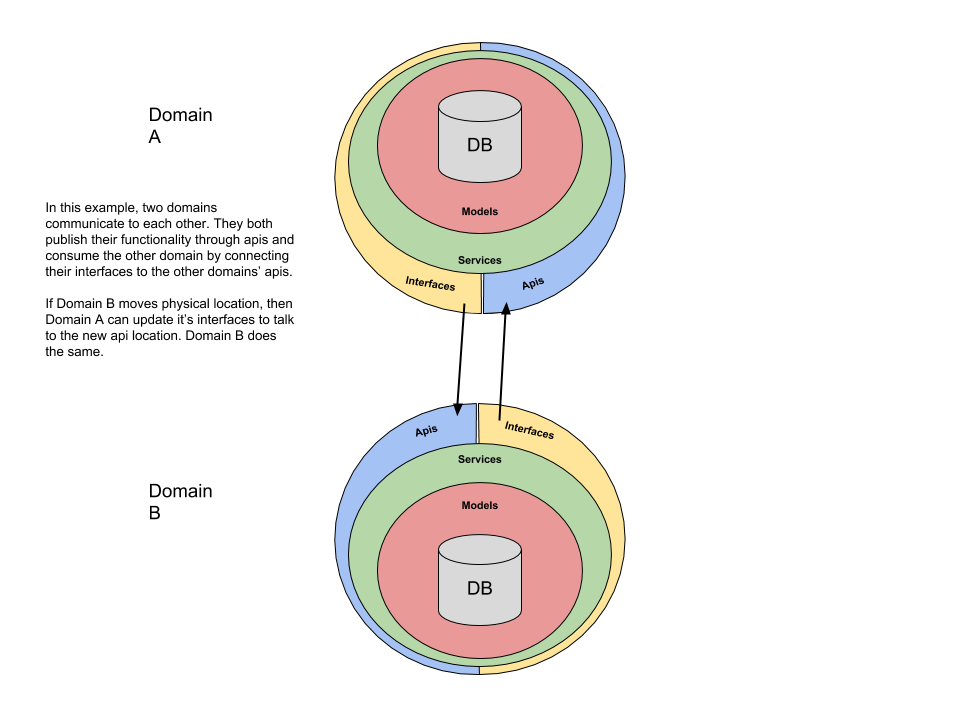 Domain
A
In this example, two domains
communicate to each other. They both
publish their functionality through apis and
consume the other domain by connecting
their interfaces to the other domains’ apis.
If Domain B moves physical location, then
Domain A can update it’s interfaces to talk
to the new api location. Domain B does
the same.
DB
Models
Services
Interfaces
Apis
Domain
B
Apis
Interfaces
Services
Models
DB